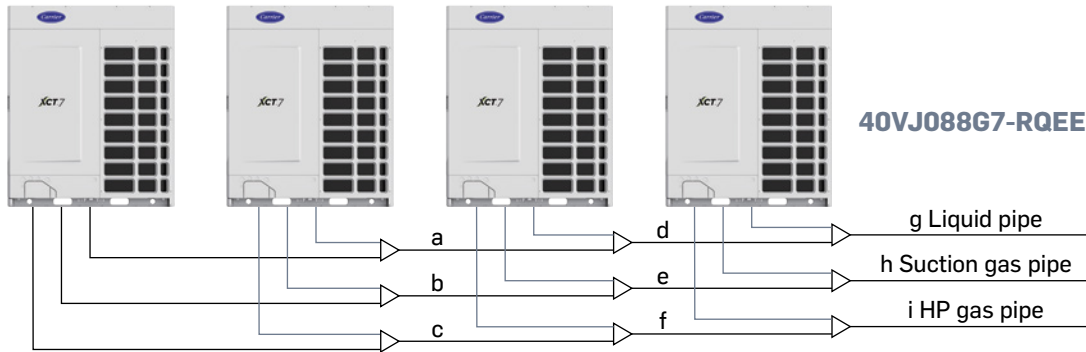 Carrier Carrier Carrier Carrier
XCT7 XCT7 XCT7 XCT7
40VJ088G7-RQEE
a d g Liquid pipe
b e h Suction gas pipe
c f i HP gas pipe